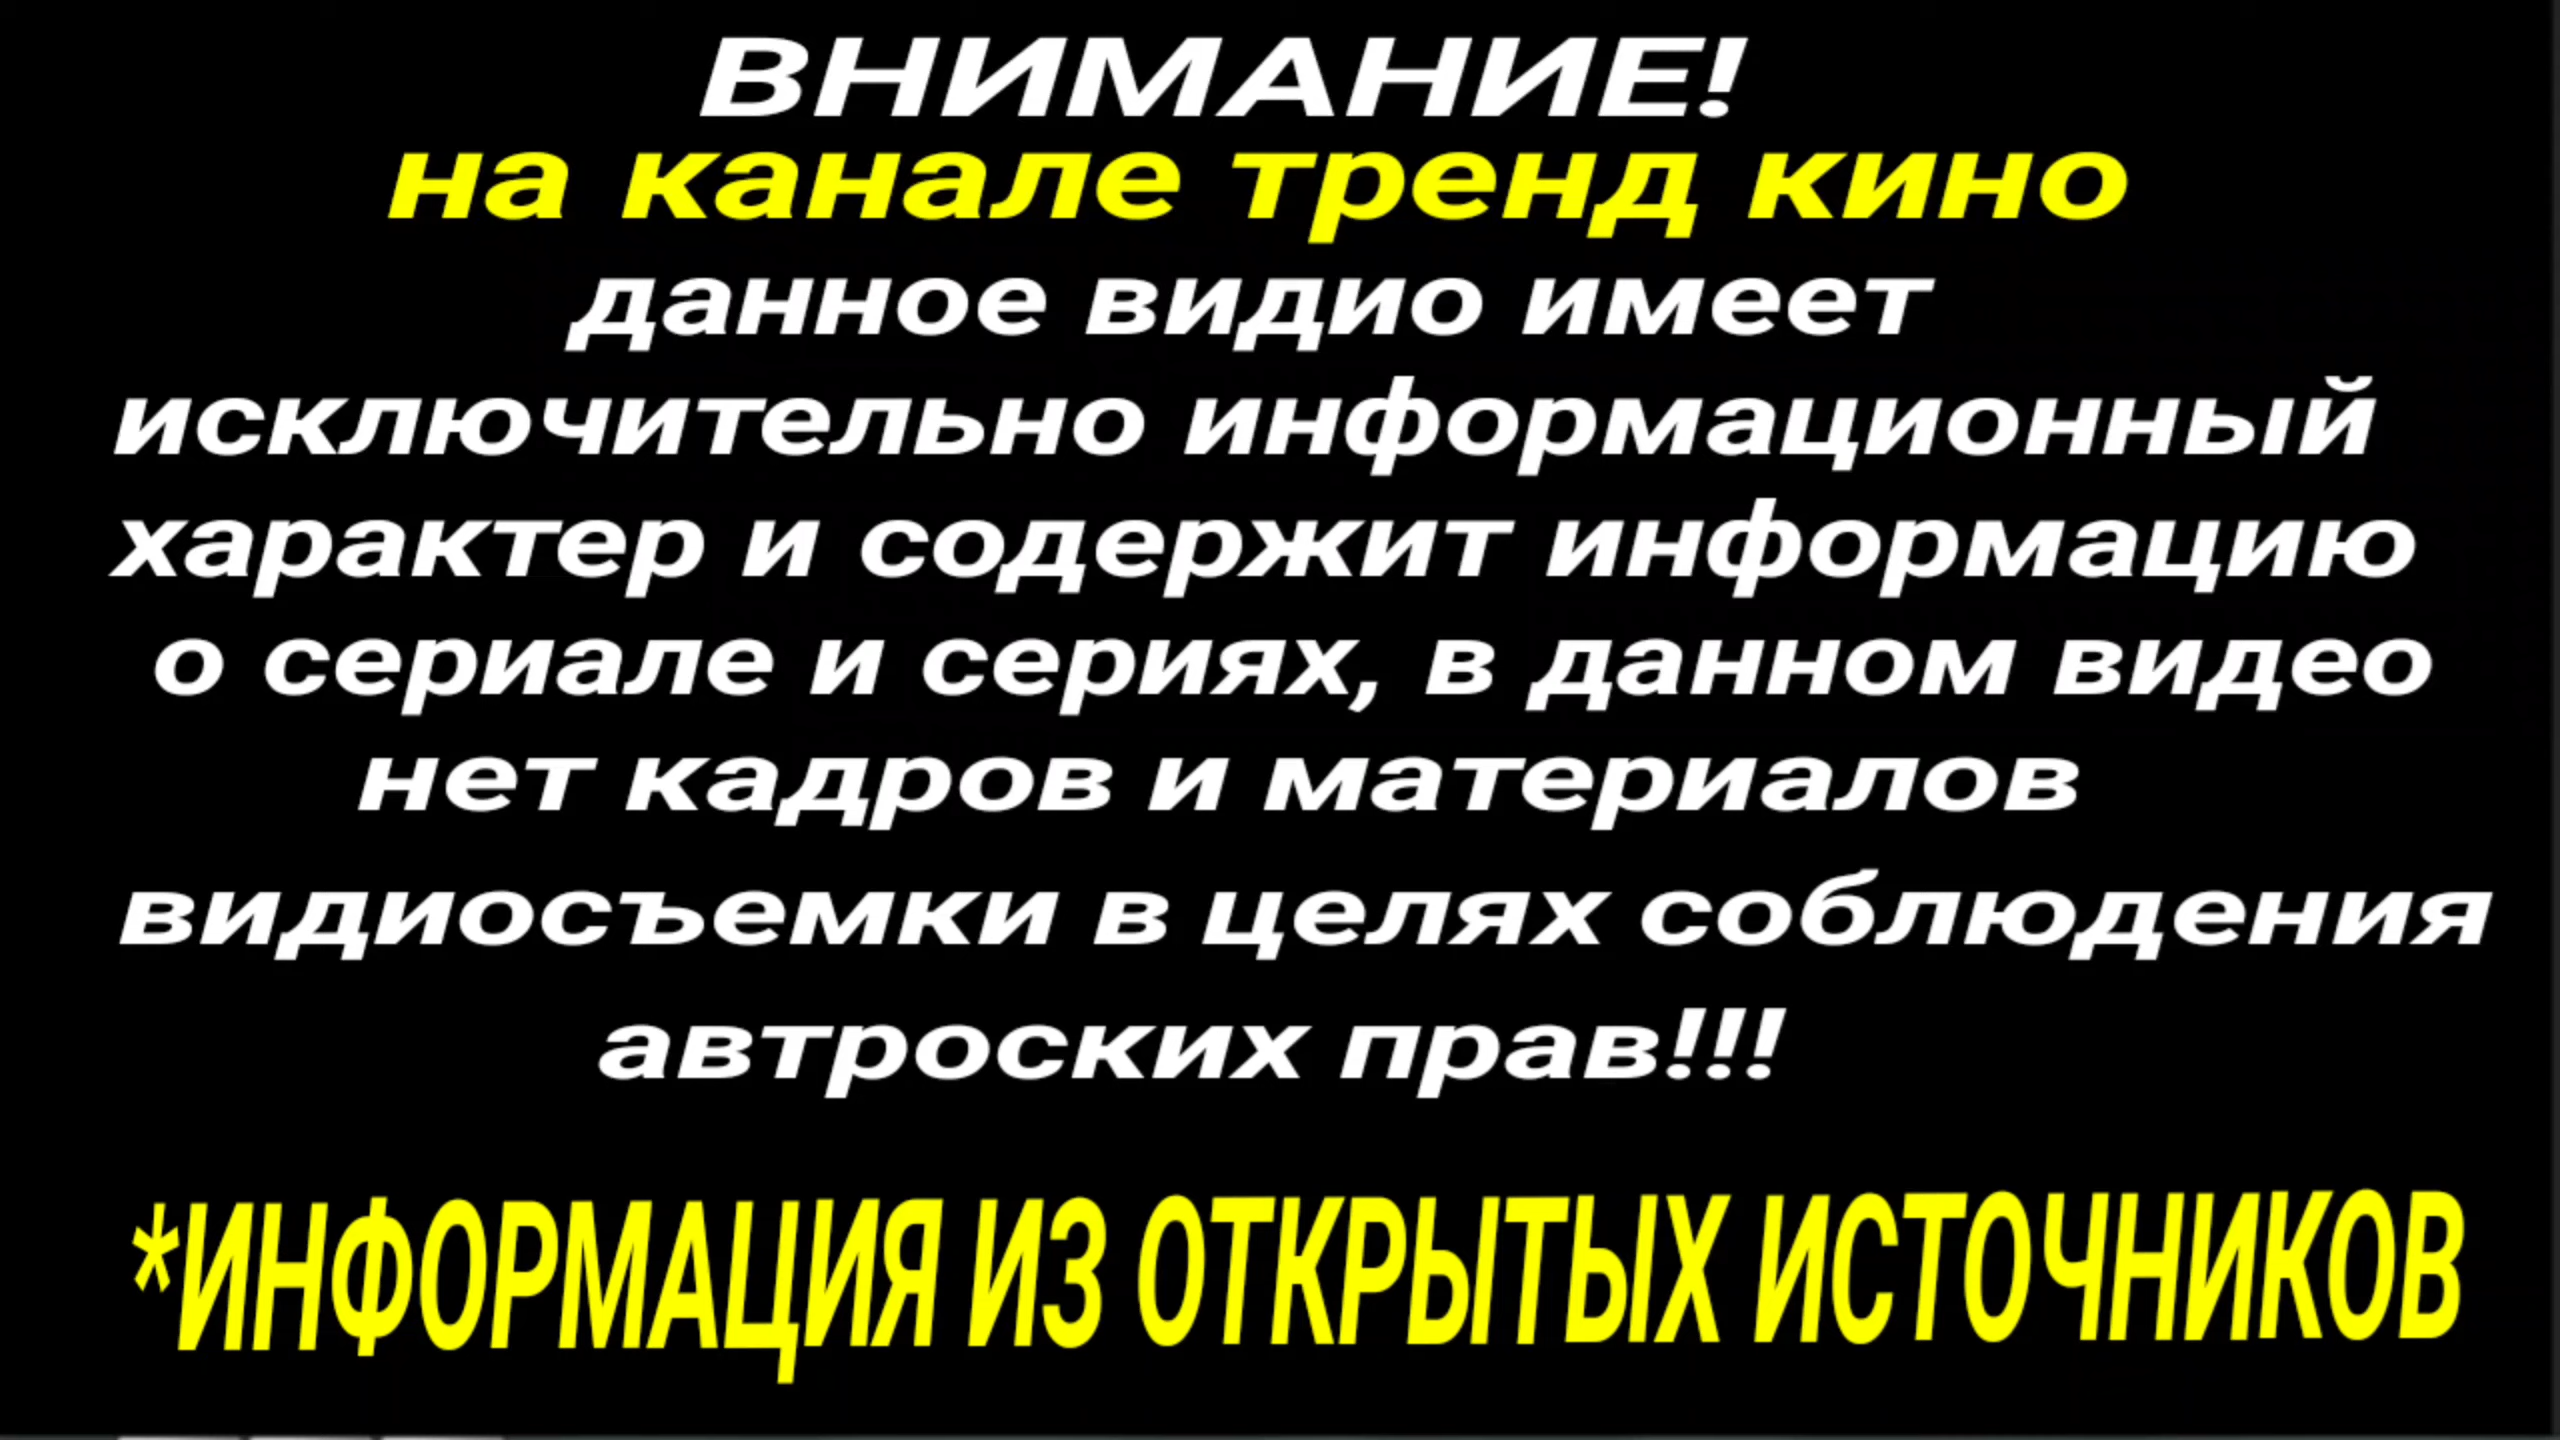 ВНИМАНИЕ!
на канале тренд кино
данное видио имеет
исключительно информационный
характер и содержит информацию
о сериале и сериях, в данном видео
нет кадров и материалов
видиосъемки в целях соблюдения
автроских прав!!!
*ИНФОРМАЦИЯ ИЗ ОТКРЫТЫХ ИСТОЧНИКОВ